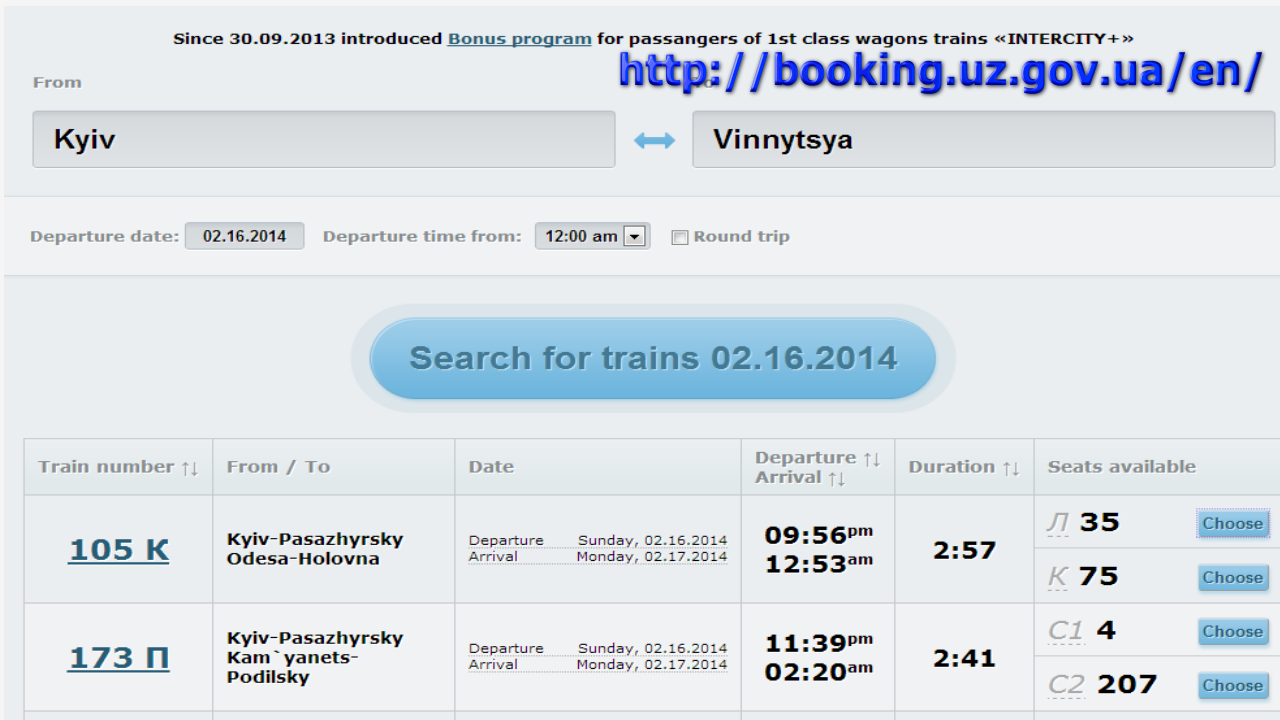 Since 30.09.2013 introduced Bonus program for passangers of 1st class wagons trains «INTERCITY+»
http://booking.uz.gov.ua/en/
From
Kyiv
Vinnytsya
Departure date: 02.16.2014 Departure time from: 12:00 am Round trip
Search for trains 02.16.2014
Train number ↑↓ From / To Date Departure ↑↓ Arrival ↑↓ Duration ↑↓ Seats available
105 К
Kyiv-Pasazhyrsky
Odesa-Holovna
Departure Sunday, 02.16.2014
Arrival Monday, 02.17.2014
09:56pm
12:53am
2:57
Л 35 Choose
К 75 Choose
173 П
Kyiv-Pasazhyrsky
Kam`yanets-
Podilsky
Departure Sunday, 02.16.2014
Arrival Monday, 02.17.2014
11:39pm
02:20am
2:41
С1 4 Choose
С2 207 Choose